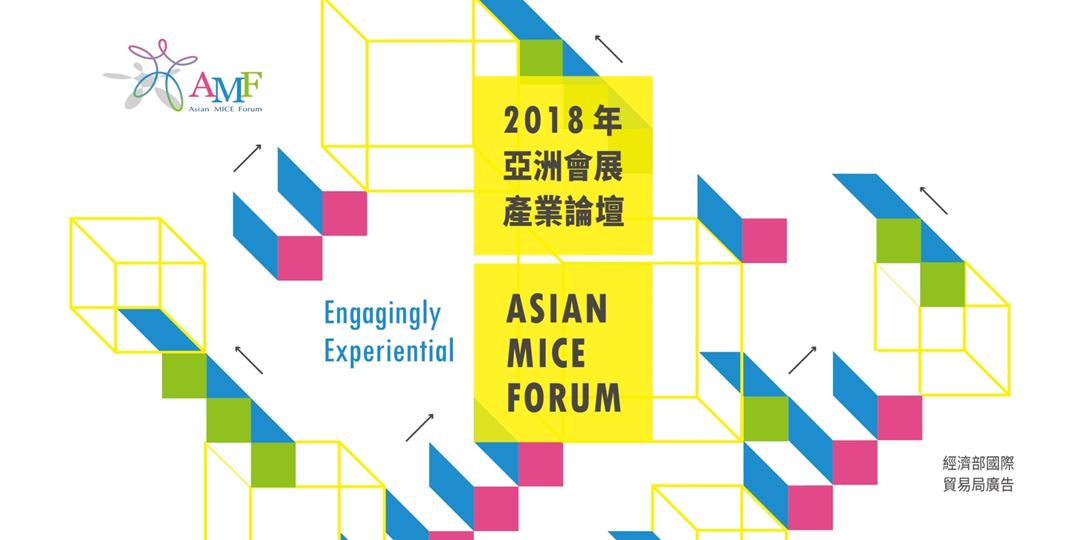 AMF
Asian MICE Forum
2018年
亞洲會展
產業論壇
Engagingly
Experiential
ASIAN
MICE
FORUM
經濟部國際
貿易局廣告